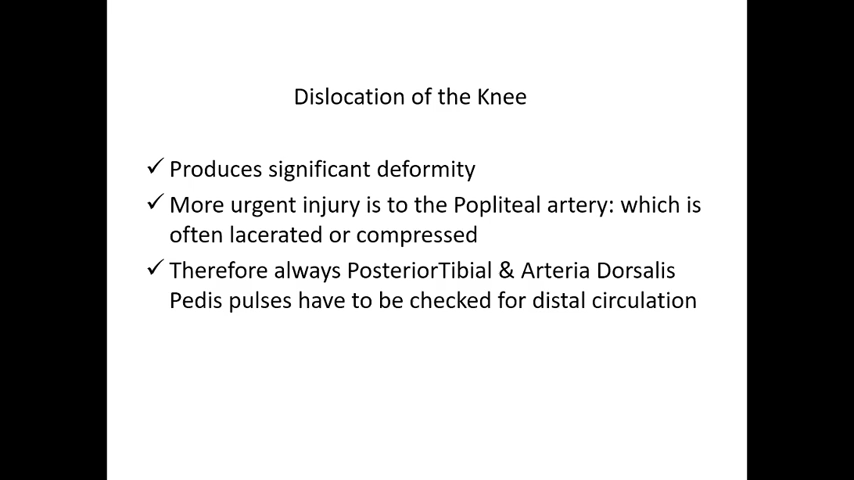 Dislocation of the Knee
✓ Produces significant deformity
✓ More urgent injury is to the Popliteal artery: which is
often lacerated or compressed
✓ Therefore always PosteriorTibial & Arteria Dorsalis
Pedis pulses have to be checked for distal circulation